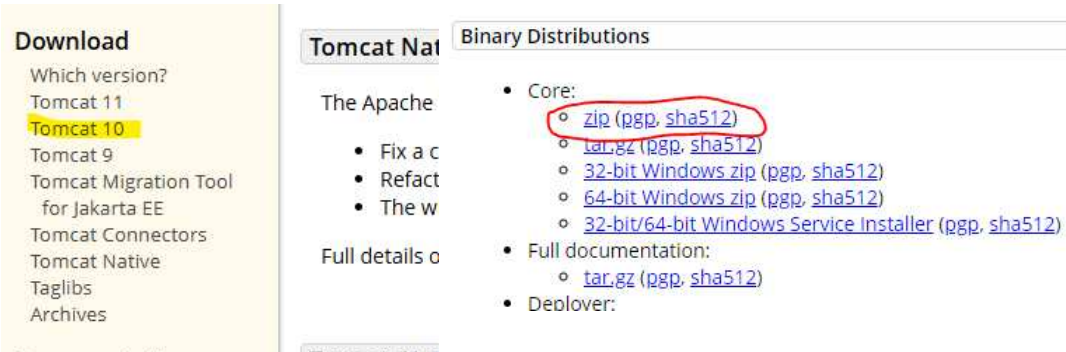 Download
Which version?
Tomcat 11
Tomcat 10
Tomcat 9
Tomcat Migration Tool
for Jakarta EE
Tomcat Connectors
Tomcat Native
Taglibs
Archives
Tomcat Nat
The Apache
• Fix a c
• Refact
• The w
Full details o
Binary Distributions
• Core:
zip (pgp, sha512)
tar.gz (pgp, sha512)
32-bit Windows zip (pgp, sha512)
64-bit Windows zip (pgp, sha512)
32-bit/64-bit Windows Service Installer (pgp, sha512)
• Full documentation:
tar.gz (pgp, sha512)
• Deployer: